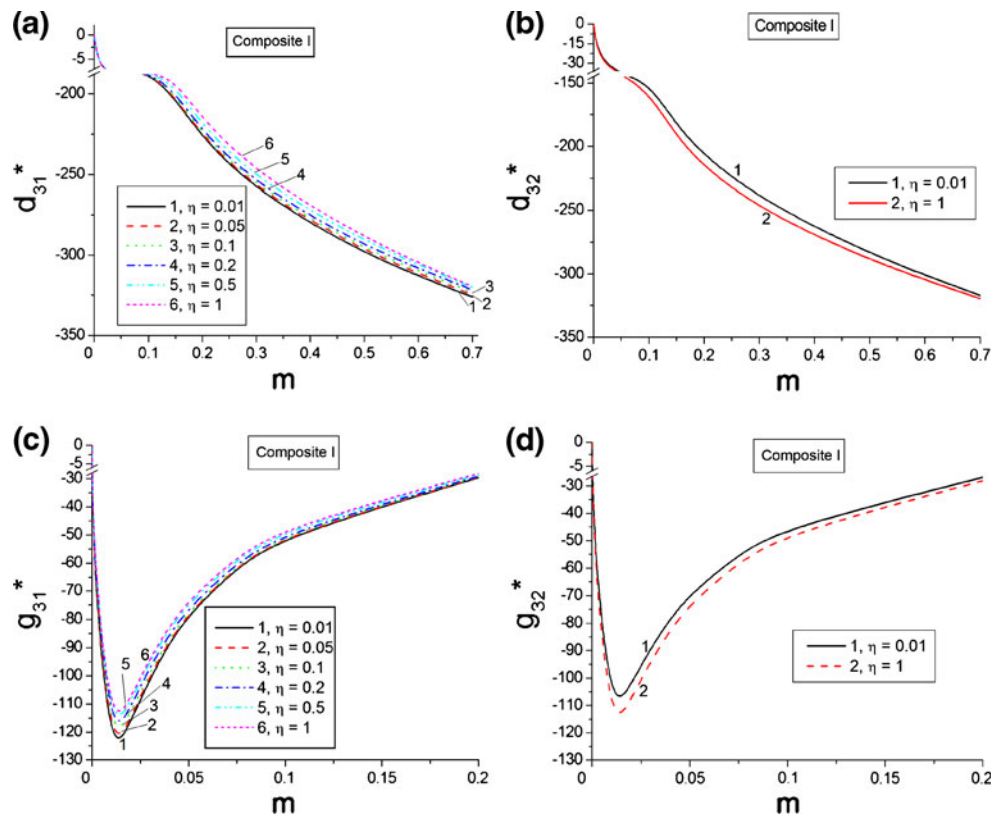 (a)
Composite I
0
-5
-200
-250
-300
-350
d31*
6
5
4
3
2
1
1, η = 0.01
2, η = 0.05
3, η = 0.1
4, η = 0.2
5, η = 0.5
6, η = 1
0 0.1 0.2 0.3 0.4 0.5 0.6 0.7
m
(b)
Composite I
0
-15
-30
-150
-200
-250
-300
-350
d32*
1
2
1, η = 0.01
2, η = 1
0 0.1 0.2 0.3 0.4 0.5 0.6 0.7
m
(c)
Composite I
0
-5
-30
-40
-50
-60
-70
-80
-90
-100
-110
-120
-130
g31*
5 6
4
3
2
1
1, η = 0.01
2, η = 0.05
3, η = 0.1
4, η = 0.2
5, η = 0.5
6, η = 1
0 0.05 0.1 0.15 0.2
m
(d)
Composite I
0
-5
-30
-40
-50
-60
-70
-80
-90
-100
-110
-120
-130
g32*
1
2
1, η = 0.01
2, η = 1
0 0.05 0.1 0.15 0.2
m